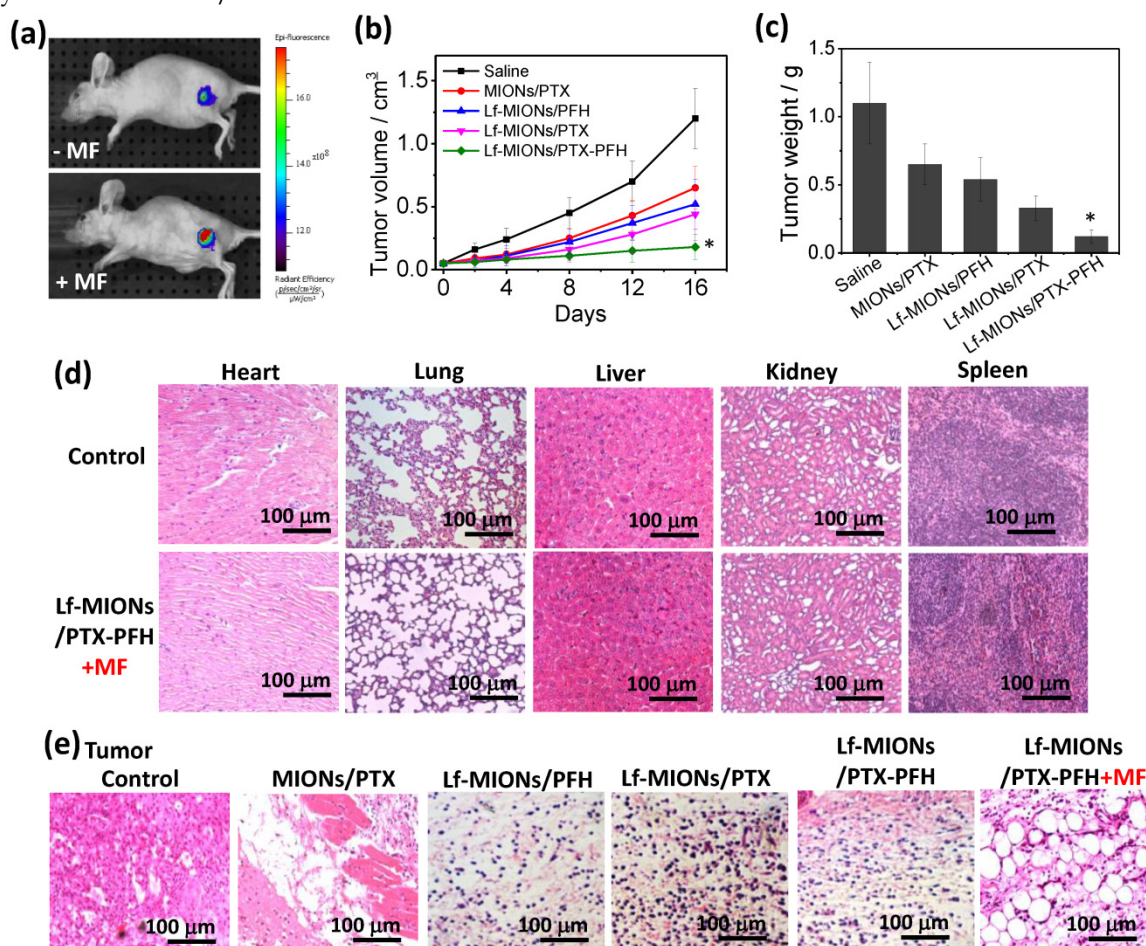 (a)
Epi-fluorescence
16.0
14.0
×10⁸
12.0
Radiant Efficiency
(p/sec/cm²/sr / μW/cm²)
- MF
+ MF
(b)
Saline
MIONs/PTX
Lf-MIONs/PFH
Lf-MIONs/PTX
Lf-MIONs/PTX-PFH
Tumor volume / cm³
1.5
1.0
0.5
0.0
0 4 8 12 16
Days
*
(c)
Tumor weight / g
1.5
1.0
0.5
0.0
*
Saline
MIONs/PTX
Lf-MIONs/PFH
Lf-MIONs/PTX
Lf-MIONs/PTX-PFH
(d)
Heart Lung Liver Kidney Spleen
Control
100 μm 100 μm 100 μm 100 μm 100 μm
Lf-MIONs
/PTX-PFH
+MF
100 μm 100 μm 100 μm 100 μm 100 μm
(e) Tumor
Control
MIONs/PTX
Lf-MIONs/PFH
Lf-MIONs/PTX
Lf-MIONs
/PTX-PFH
Lf-MIONs
/PTX-PFH+MF
100 μm 100 μm 100 μm 100 μm 100 μm 100 μm